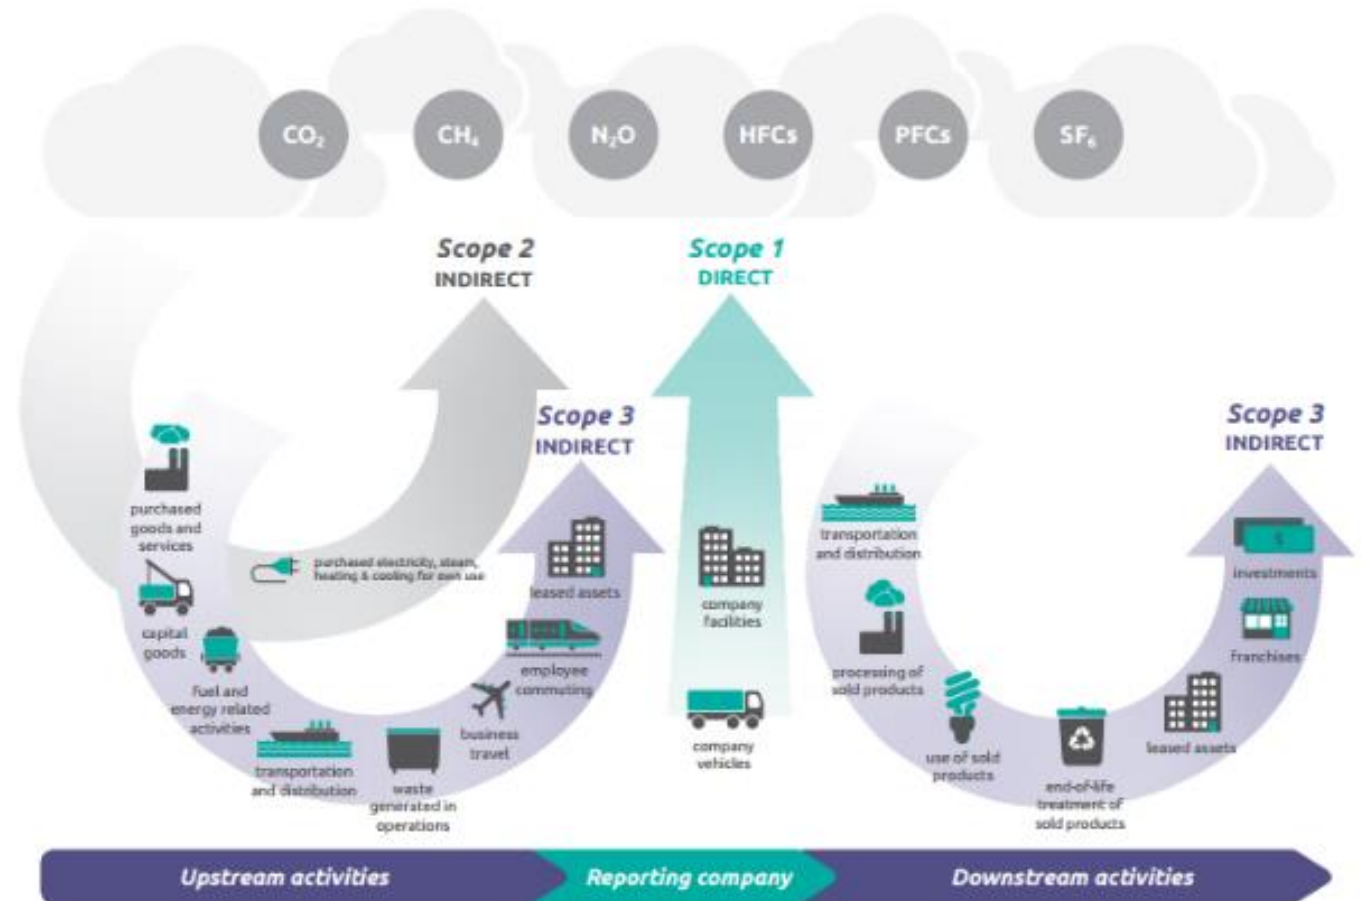 CO₂
CH₄
N₂O
HFCs
PFCs
SF₆
Scope 2
INDIRECT
Scope 1
DIRECT
Scope 3
INDIRECT
Scope 3
INDIRECT
purchased
goods and
services
capital
goods
fuel and
energy related
activities
transportation
and distribution
waste
generated in
operations
business
travel
employee
commuting
leased assets
purchased electricity, steam,
heating & cooling for own use
company
facilities
company
vehicles
transportation
and distribution
processing of
sold products
use of sold
products
end-of-life
treatment of
sold products
leased assets
franchises
investments
$
Upstream activities
Reporting company
Downstream activities